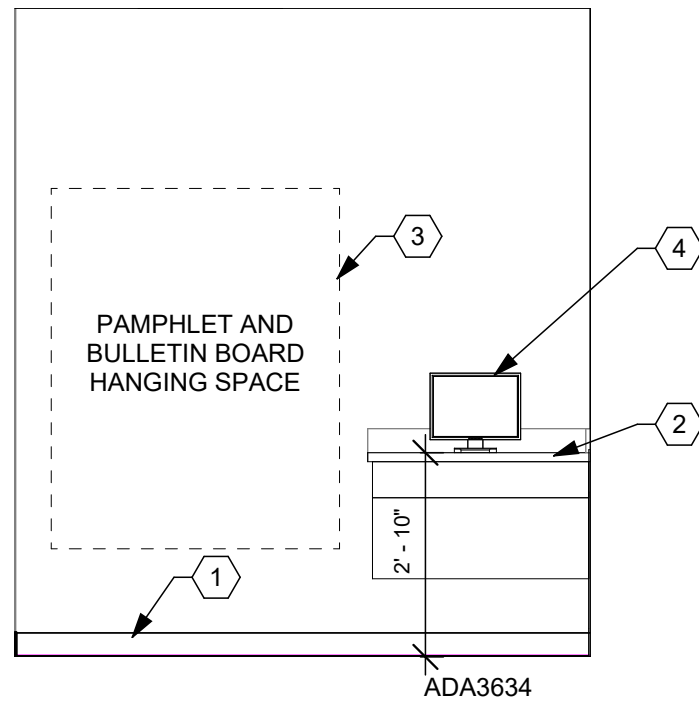 3
4
PAMPHLET AND
BULLETIN BOARD
HANGING SPACE
2
2' - 10"
1
ADA3634